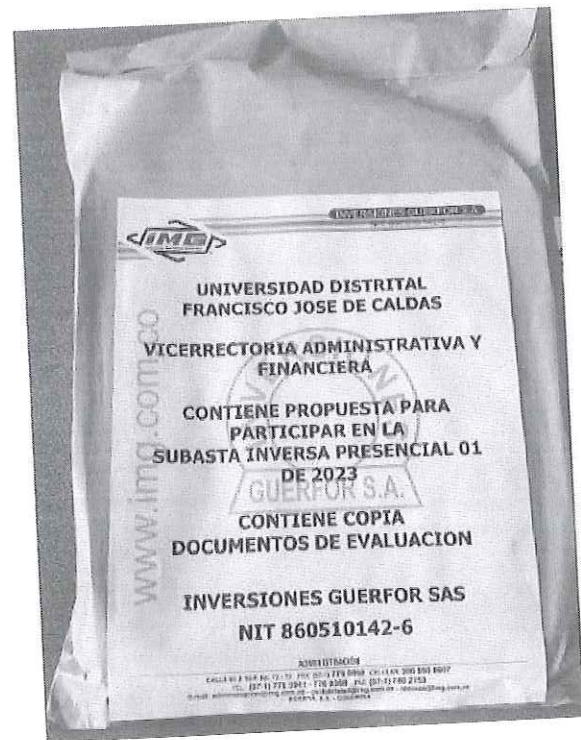 INVERSIONES GUERFOR S.A.
IMG
UNIVERSIDAD DISTRITAL
FRANCISCO JOSE DE CALDAS
VICERRECTORIA ADMINISTRATIVA Y
FINANCIERA
CONTIENE PROPUESTA PARA
PARTICIPAR EN LA
SUBASTA INVERSA PRESENCIAL 01
DE 2023
CONTIENE COPIA
DOCUMENTOS DE EVALUACION
INVERSIONES GUERFOR SAS
NIT 860510142-6
www.img.com.co
INVERSIONES
GUERFOR S.A.
ADMINISTRACIÓN